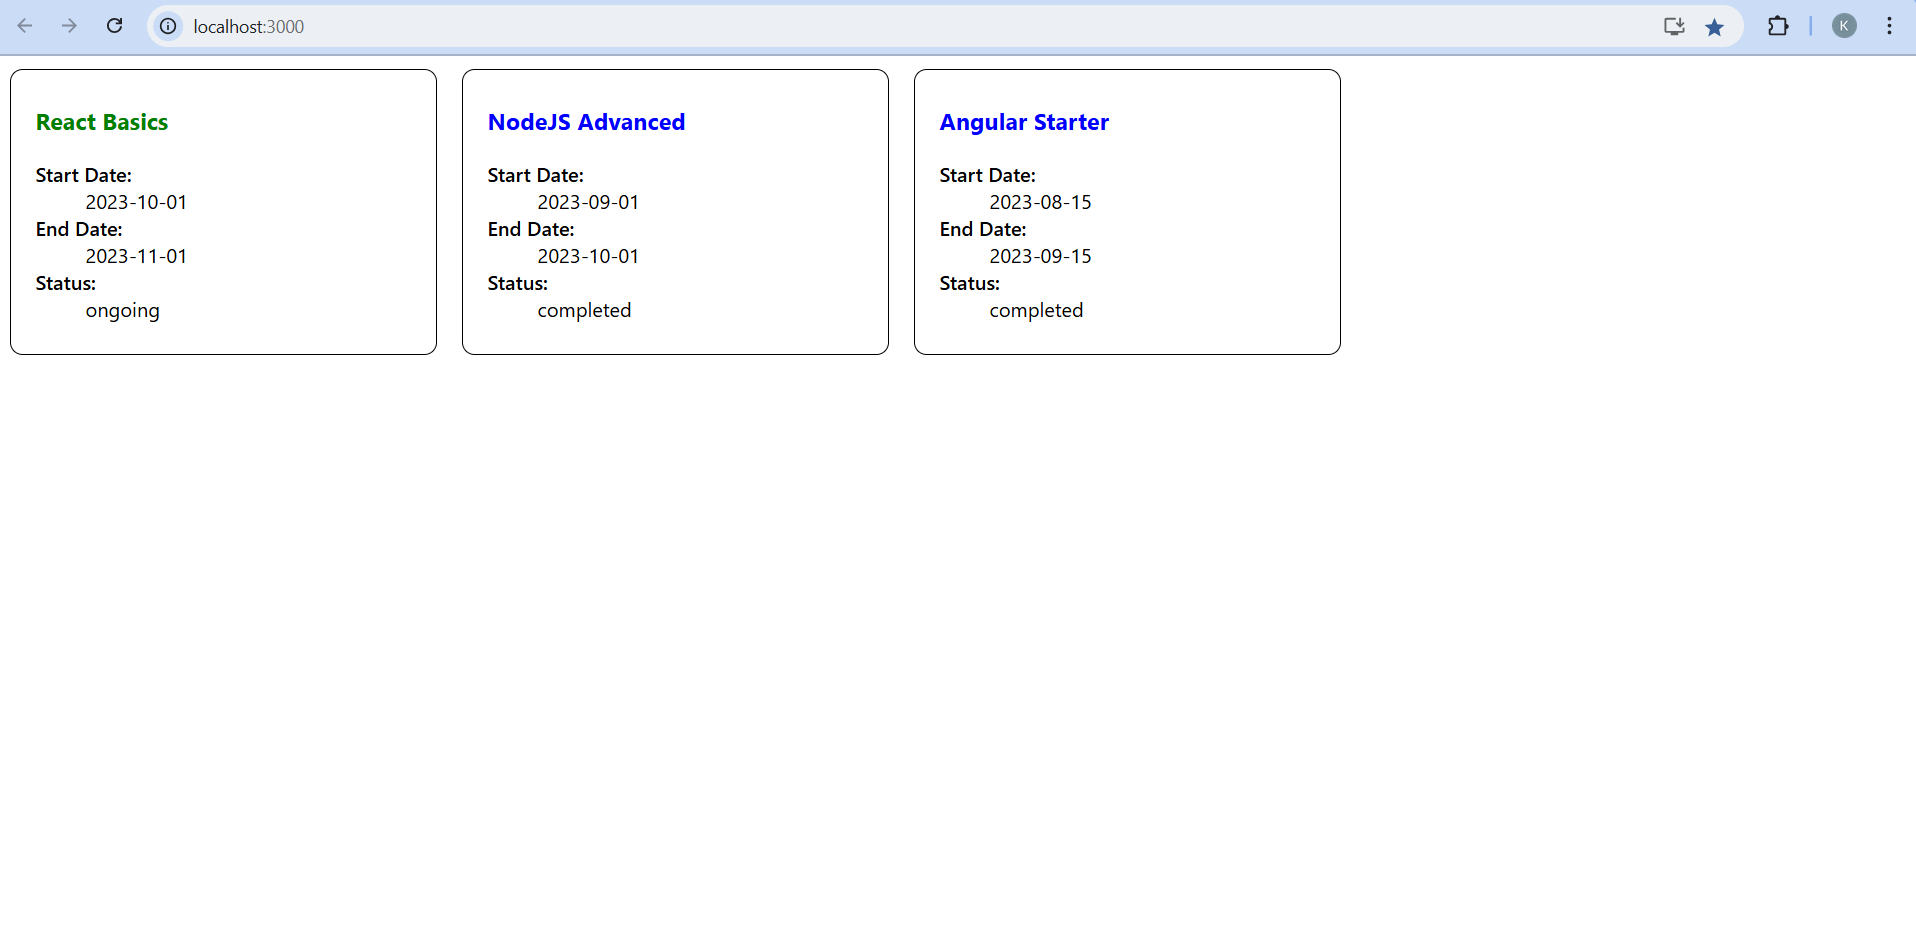 localhost:3000
K
React Basics
Start Date:
2023-10-01
End Date:
2023-11-01
Status:
ongoing
NodeJS Advanced
Start Date:
2023-09-01
End Date:
2023-10-01
Status:
completed
Angular Starter
Start Date:
2023-08-15
End Date:
2023-09-15
Status:
completed